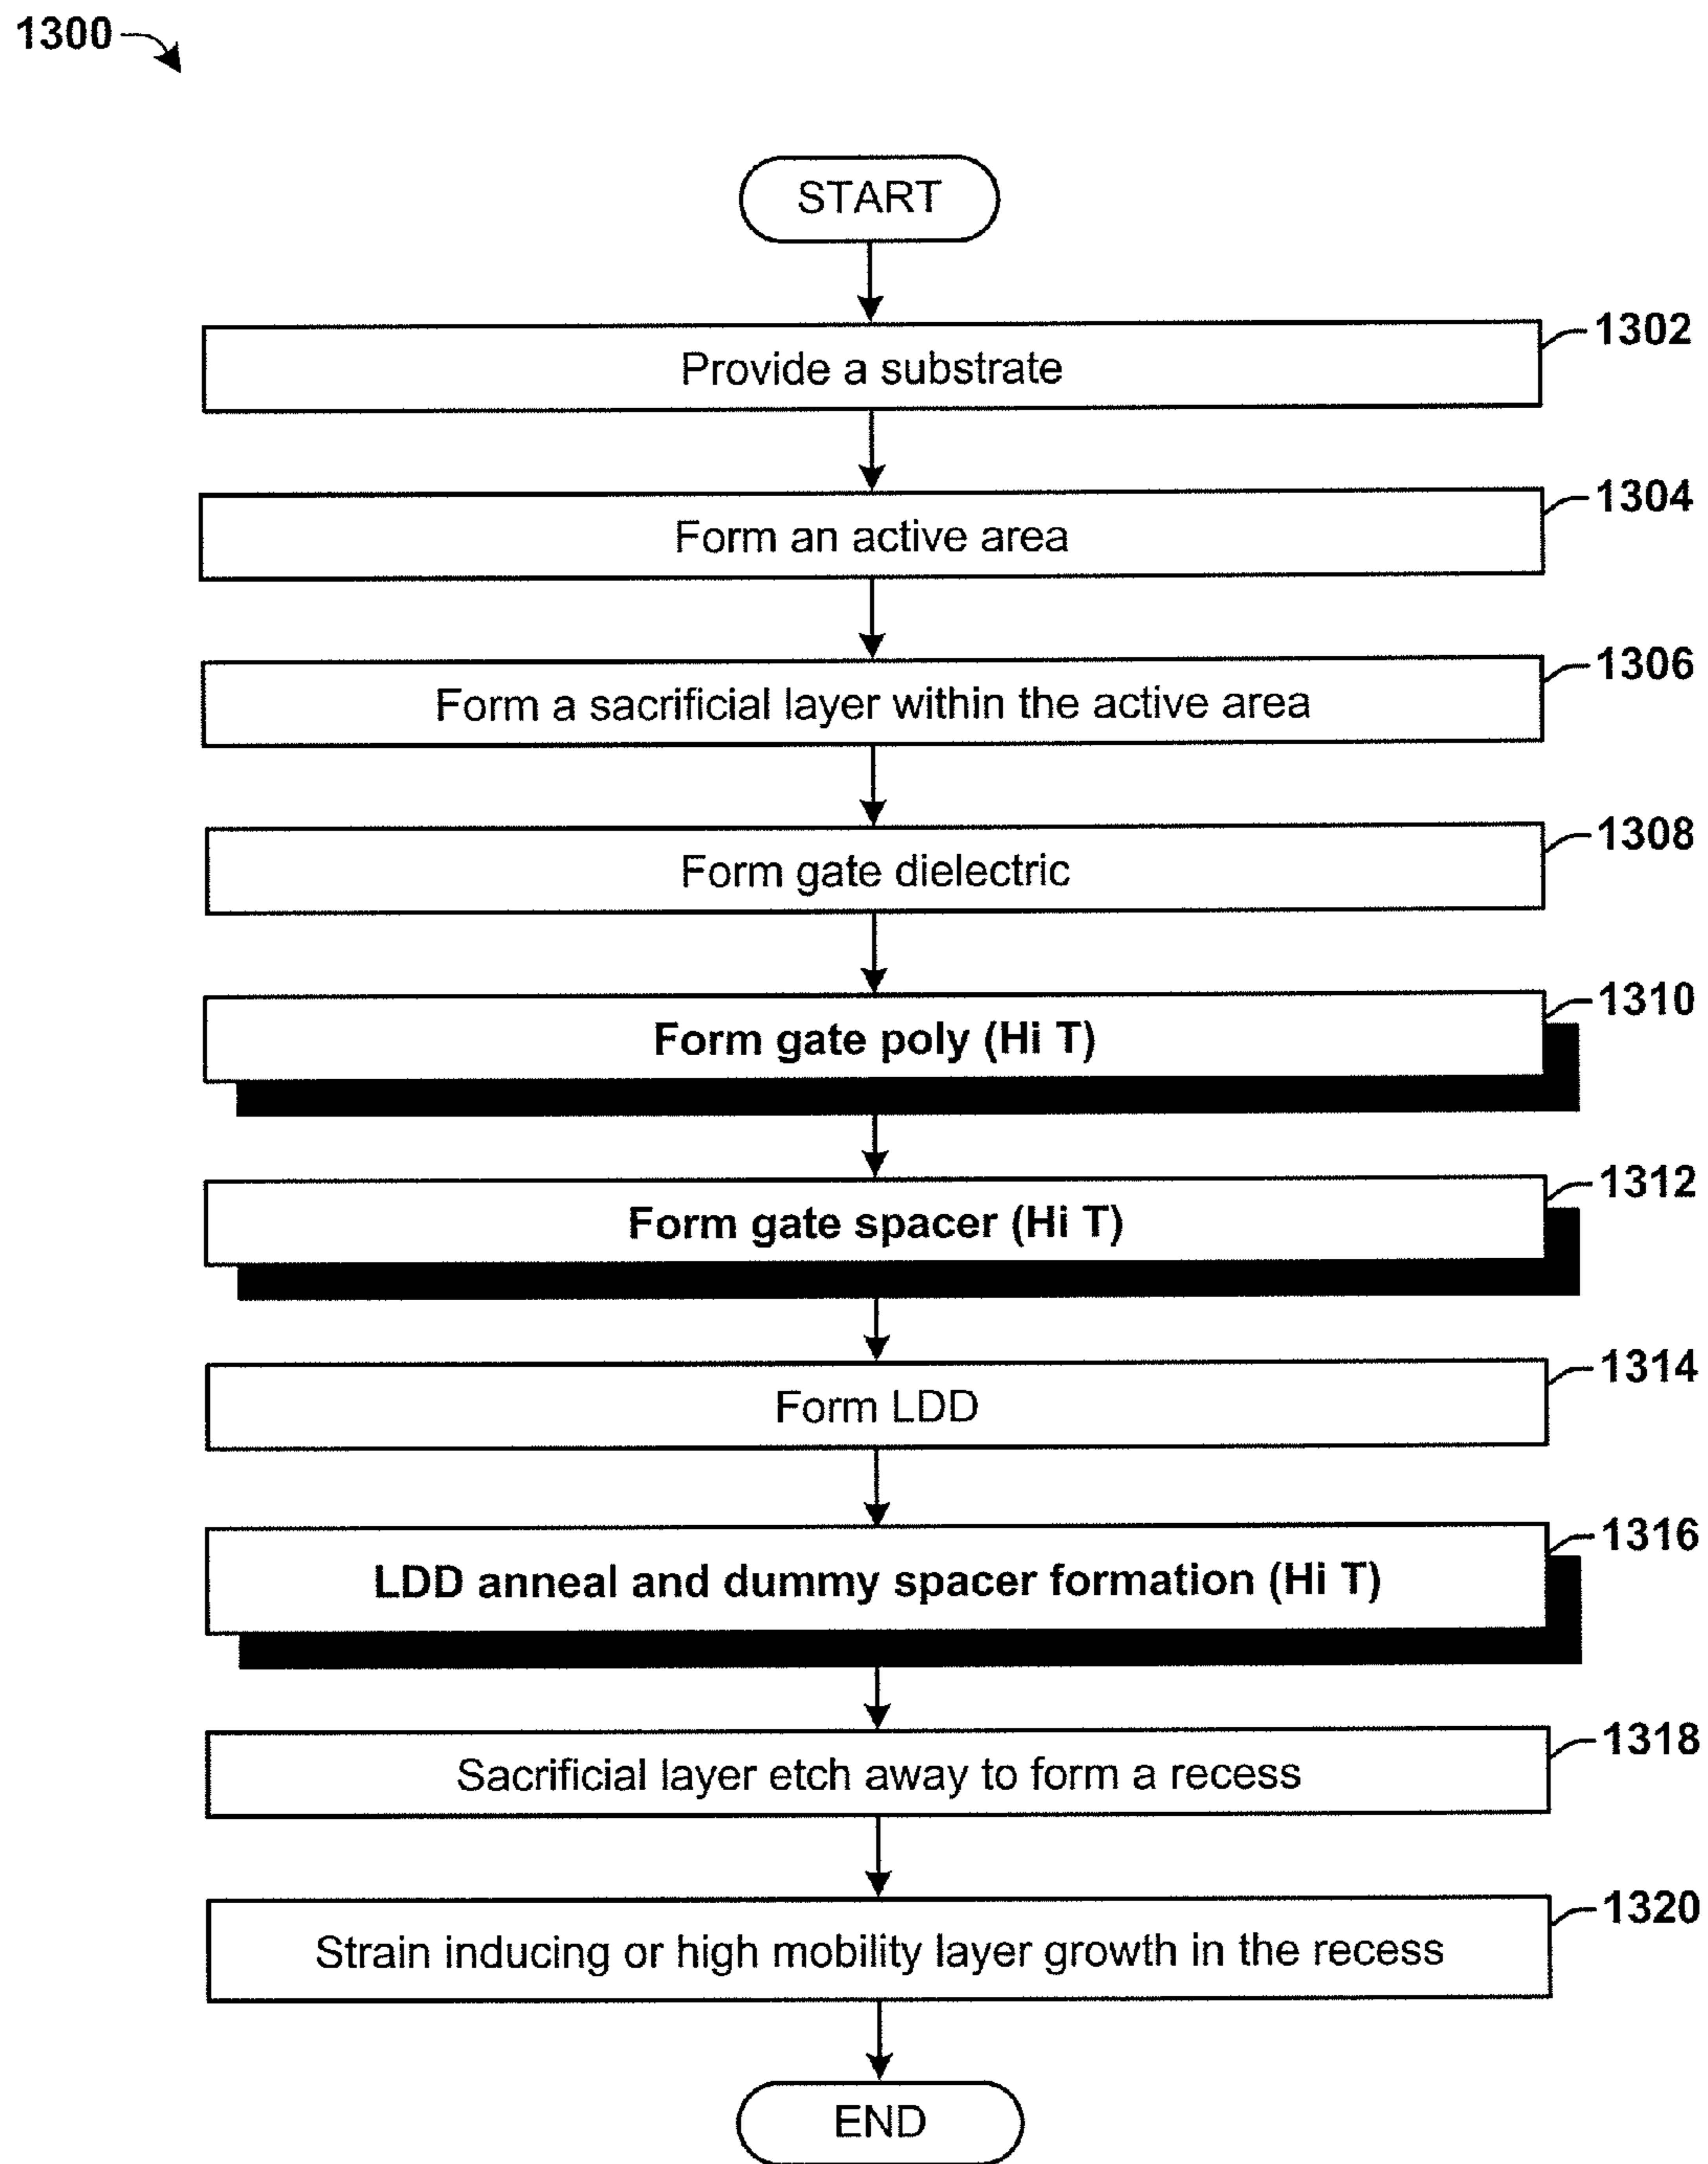 1300
START
1302
Provide a substrate
1304
Form an active area
1306
Form a sacrificial layer within the active area
1308
Form gate dielectric
1310
Form gate poly (Hi T)
1312
Form gate spacer (Hi T)
1314
Form LDD
1316
LDD anneal and dummy spacer formation (Hi T)
1318
Sacrificial layer etch away to form a recess
1320
Strain inducing or high mobility layer growth in the recess
END